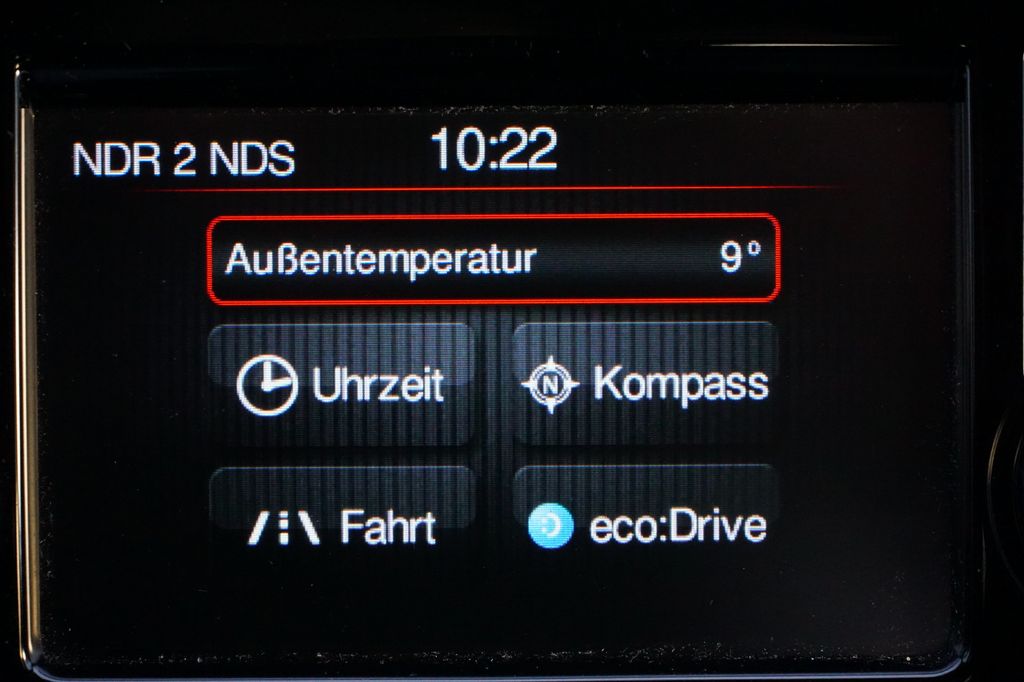 NDR 2 NDS 10:22
Außentemperatur 9°
Uhrzeit N Kompass
Fahrt eco:Drive